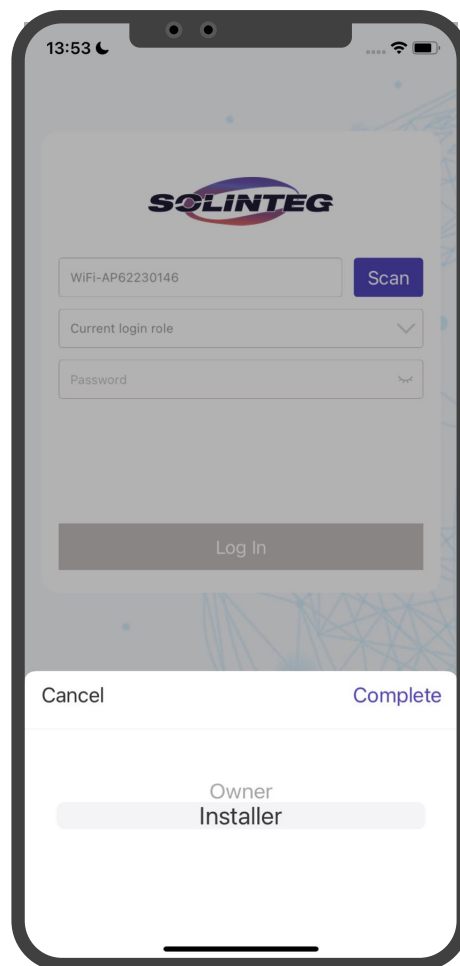 13:53
SOLINTEG
WiFi-AP62230146
Scan
Current login role
Password
Log In
Cancel
Complete
Owner
Installer